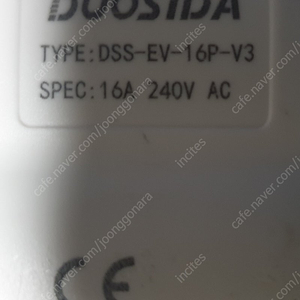 DUOSIDA
TYPE:DSS-EV-16P-V3
SPEC:16A 240V AC
CE
cafe.naver.com/joonggonara
incites